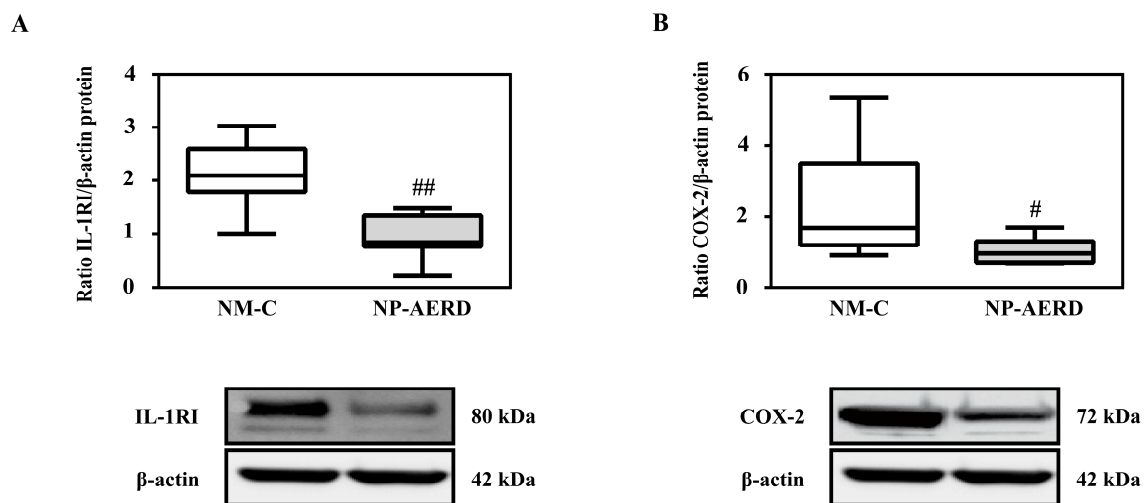 A
Ratio IL-1RI/β-actin protein
4
3
2
1
0
##
NM-C NP-AERD
IL-1RI 80 kDa
β-actin 42 kDa
B
Ratio COX-2/β-actin protein
6
4
2
0
#
NM-C NP-AERD
COX-2 72 kDa
β-actin 42 kDa